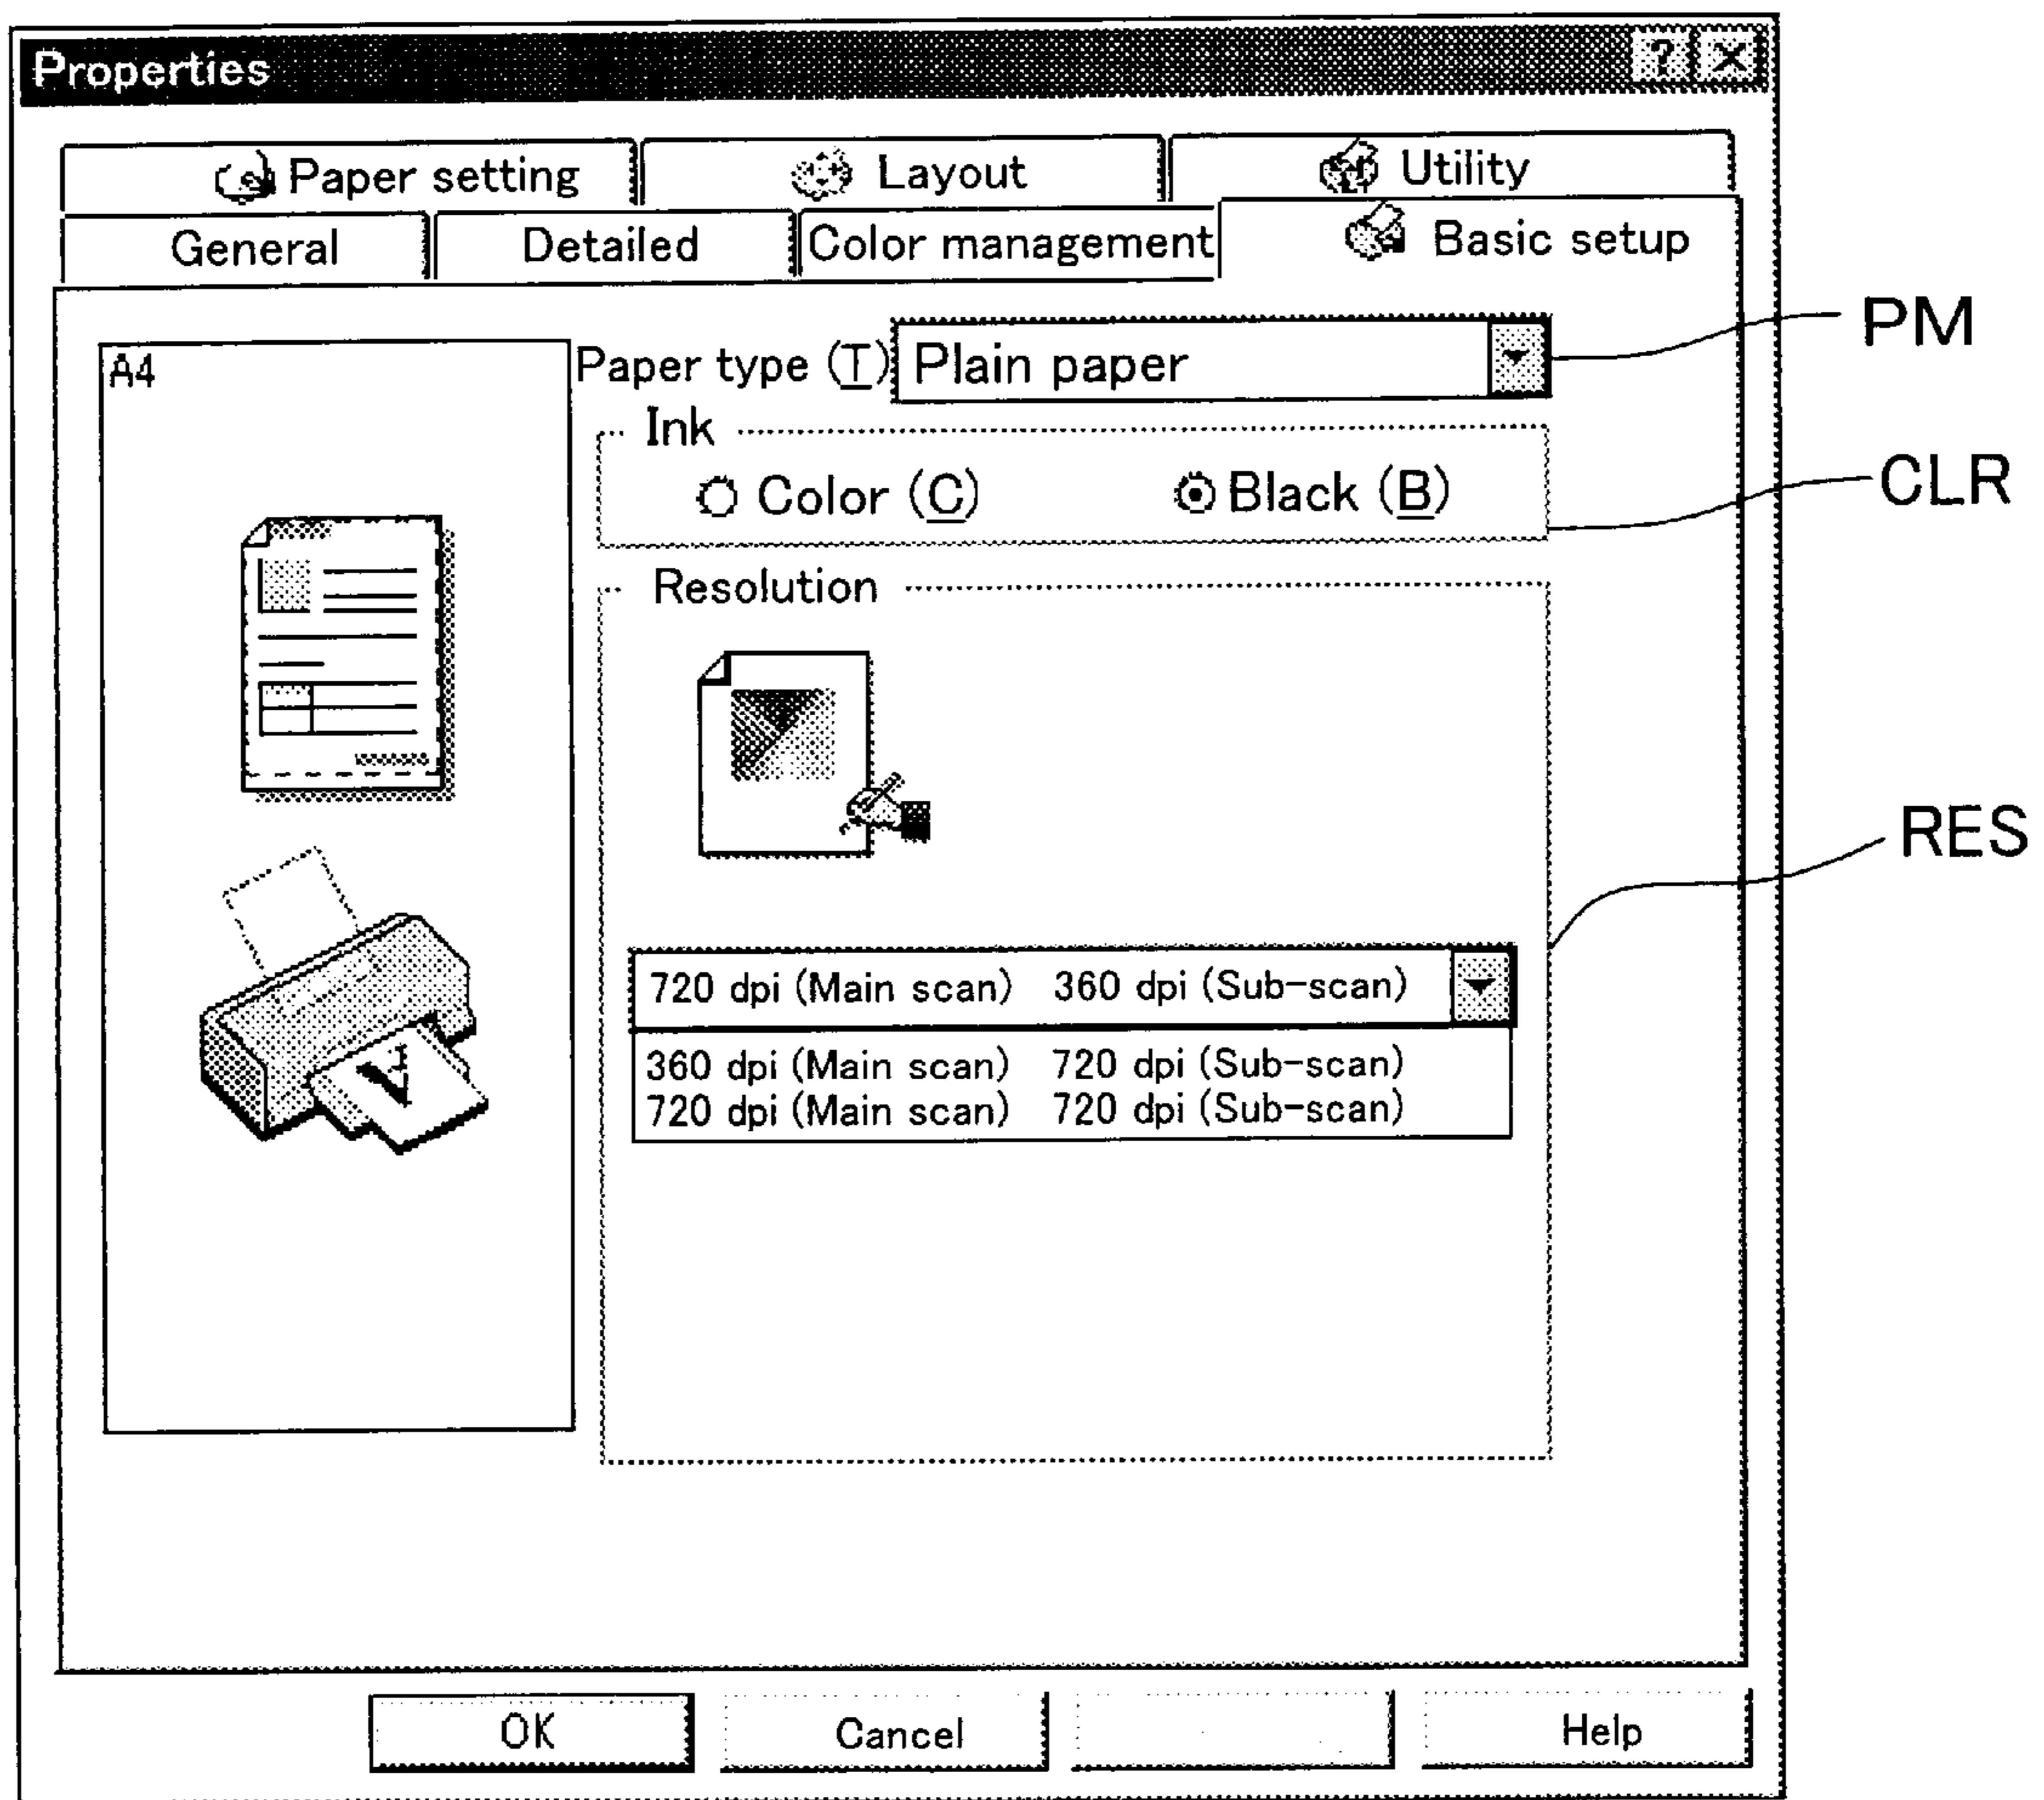 Properties ? X
Paper setting Layout Utility
General Detailed Color management Basic setup
A4
Paper type (T) Plain paper
PM
Ink
Color (C) Black (B)
CLR
Resolution
RES
720 dpi (Main scan) 360 dpi (Sub-scan)
360 dpi (Main scan) 720 dpi (Sub-scan)
720 dpi (Main scan) 720 dpi (Sub-scan)
OK Cancel Help